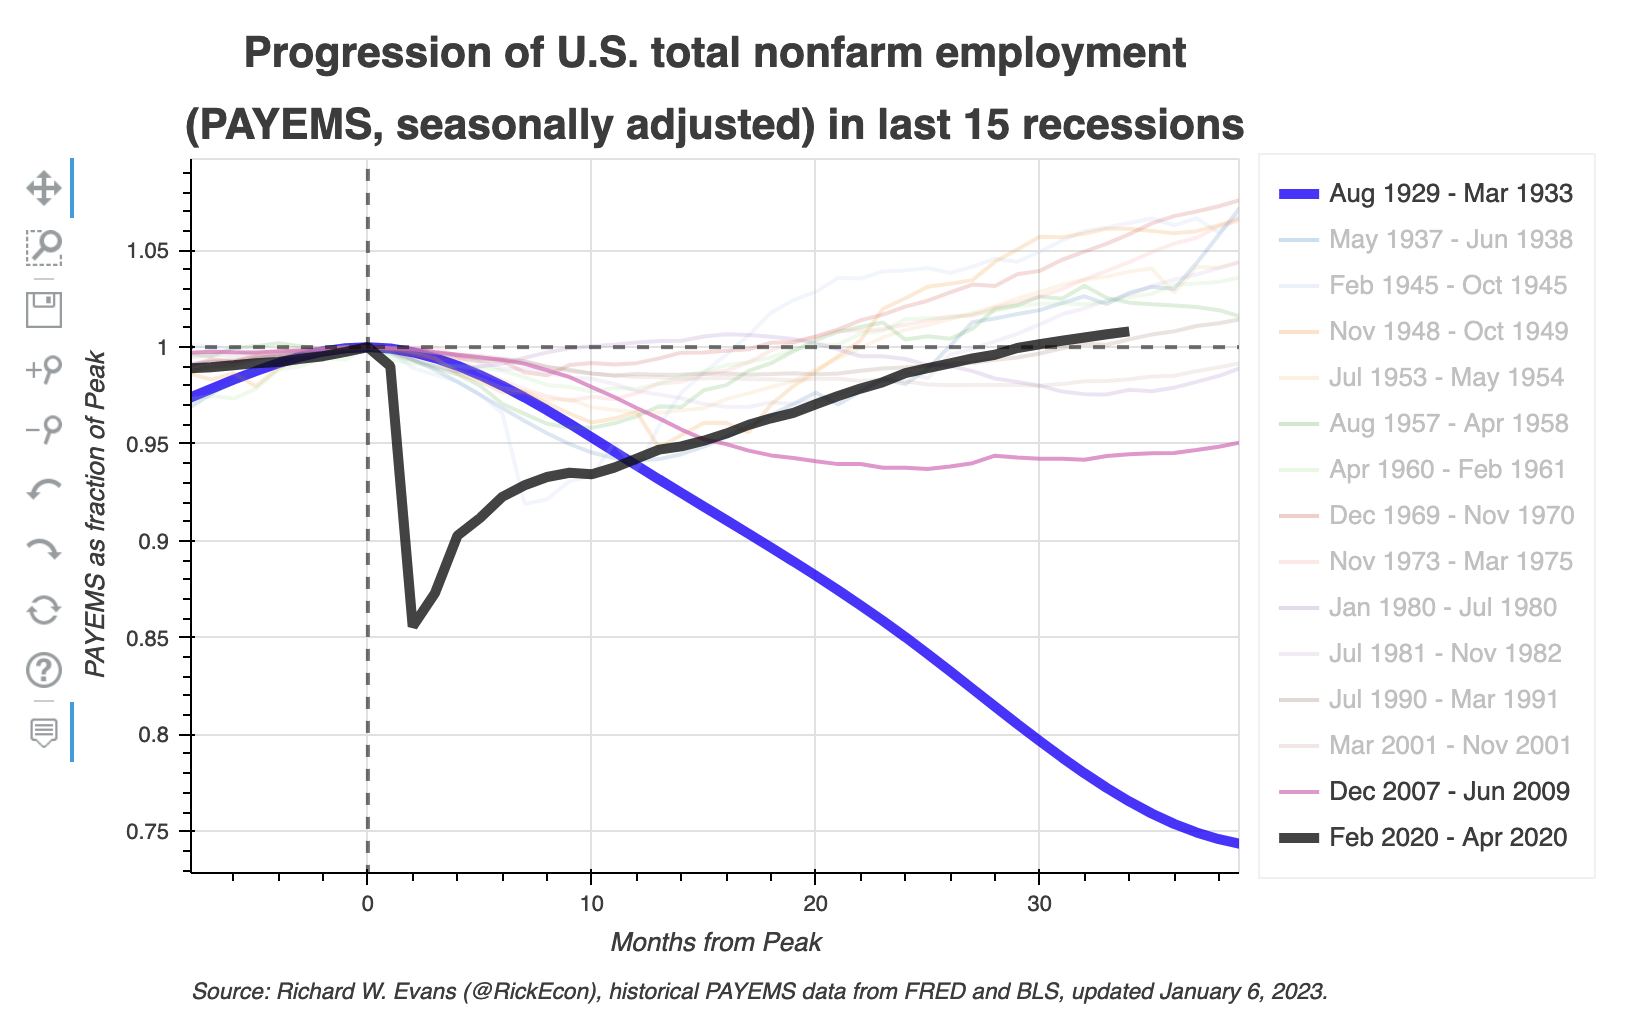 Progression of U.S. total nonfarm employment
(PAYEMS, seasonally adjusted) in last 15 recessions
PAYEMS as fraction of Peak
1.05
1
0.95
0.9
0.85
0.8
0.75
0
10
20
30
Months from Peak
Aug 1929 - Mar 1933
May 1937 - Jun 1938
Feb 1945 - Oct 1945
Nov 1948 - Oct 1949
Jul 1953 - May 1954
Aug 1957 - Apr 1958
Apr 1960 - Feb 1961
Dec 1969 - Nov 1970
Nov 1973 - Mar 1975
Jan 1980 - Jul 1980
Jul 1981 - Nov 1982
Jul 1990 - Mar 1991
Mar 2001 - Nov 2001
Dec 2007 - Jun 2009
Feb 2020 - Apr 2020
Source: Richard W. Evans (@RickEcon), historical PAYEMS data from FRED and BLS, updated January 6, 2023.